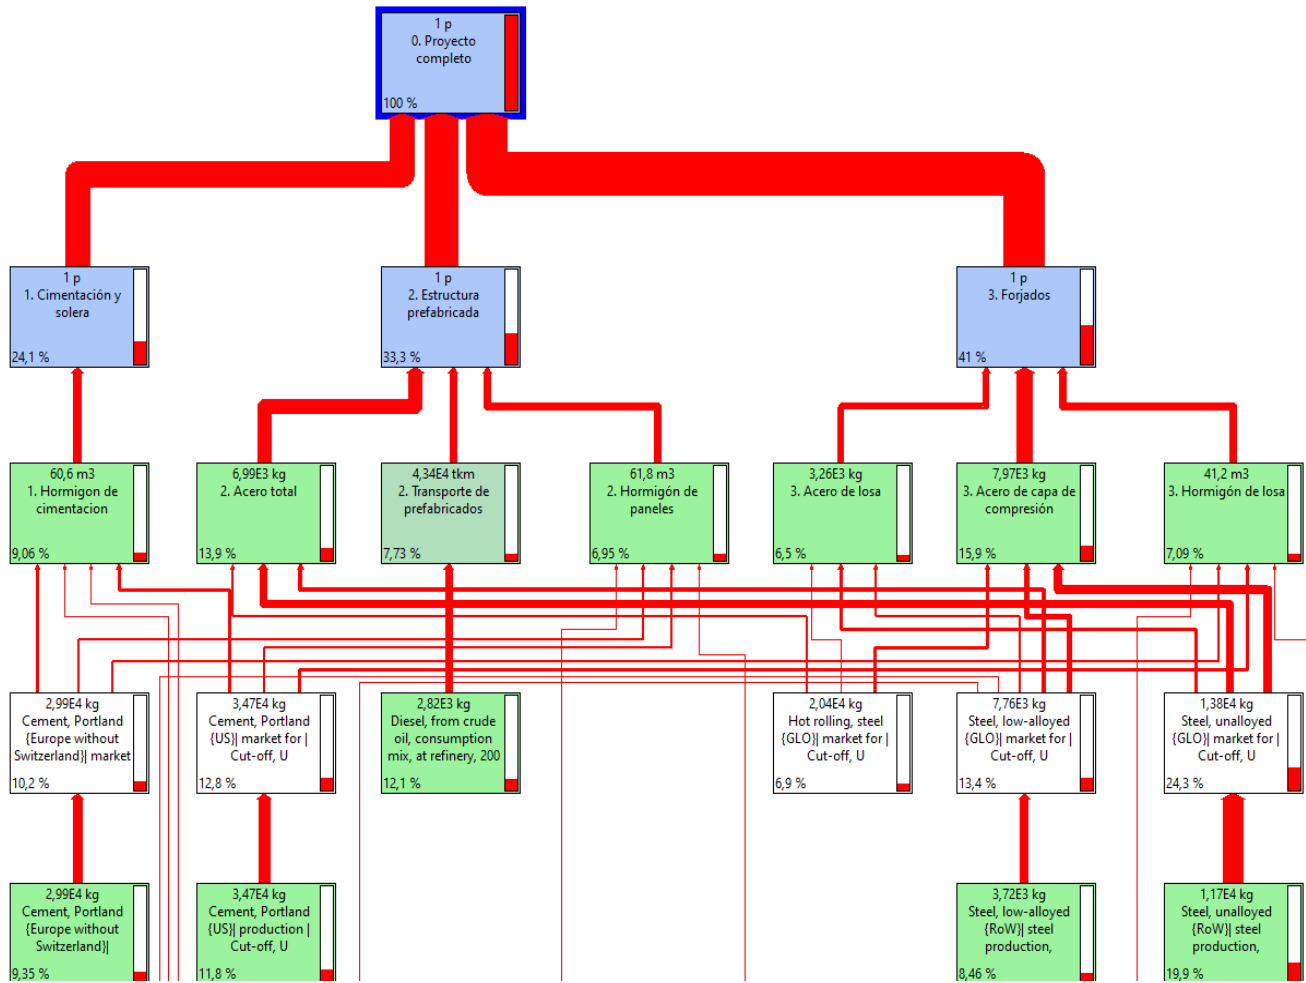 1 p
0. Proyecto
completo
100 %
1 p
1. Cimentación y
solera
24,1 %
1 p
2. Estructura
prefabricada
33,3 %
1 p
3. Forjados
41 %
60,6 m3
1. Hormigon de
cimentacion
9,06 %
6,99E3 kg
2. Acero total
13,9 %
4,34E4 tkm
2. Transporte de
prefabricados
7,73 %
61,8 m3
2. Hormigón de
paneles
6,95 %
3,26E3 kg
3. Acero de losa
6,5 %
7,97E3 kg
3. Acero de capa de
compresión
15,9 %
41,2 m3
3. Hormigón de losa
7,09 %
2,99E4 kg
Cement, Portland
{Europe without
Switzerland}| market
10,2 %
3,47E4 kg
Cement, Portland
{US}| market for |
Cut-off, U
12,8 %
2,82E3 kg
Diesel, from crude
oil, consumption
mix, at refinery, 200
12,1 %
2,04E4 kg
Hot rolling, steel
{GLO}| market for |
Cut-off, U
6,9 %
7,76E3 kg
Steel, low-alloyed
{GLO}| market for |
Cut-off, U
13,4 %
1,38E4 kg
Steel, unalloyed
{GLO}| market for |
Cut-off, U
24,3 %
2,99E4 kg
Cement, Portland
{Europe without
Switzerland}|
9,35 %
3,47E4 kg
Cement, Portland
{US}| production |
Cut-off, U
11,8 %
3,72E3 kg
Steel, low-alloyed
{RoW}| steel
production,
8,46 %
1,17E4 kg
Steel, unalloyed
{RoW}| steel
production,
19,9 %